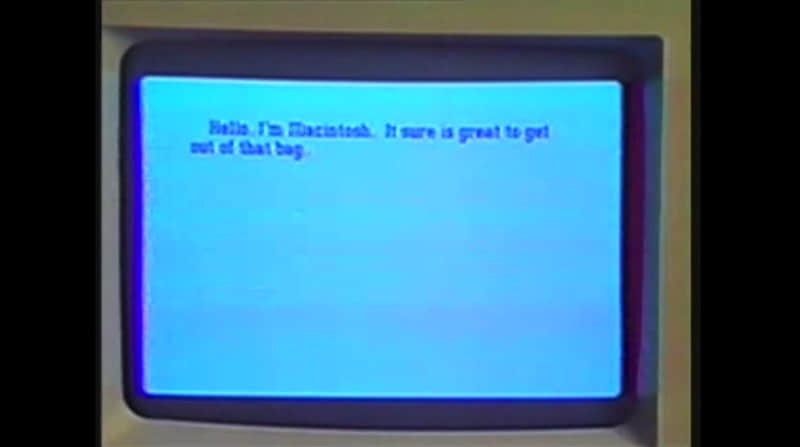 Hello, I'm Macintosh. It sure is great to get
out of that bag.